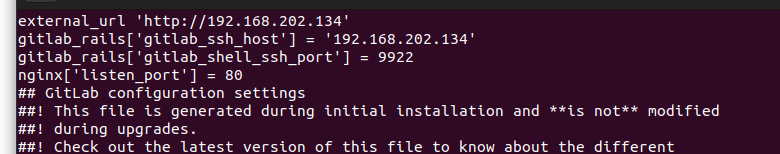 external_url 'http://192.168.202.134'
gitlab_rails['gitlab_ssh_host'] = '192.168.202.134'
gitlab_rails['gitlab_shell_ssh_port'] = 9922
nginx['listen_port'] = 80
## GitLab configuration settings
##! This file is generated during initial installation and **is not** modified
##! during upgrades.
##! Check out the latest version of this file to know about the different